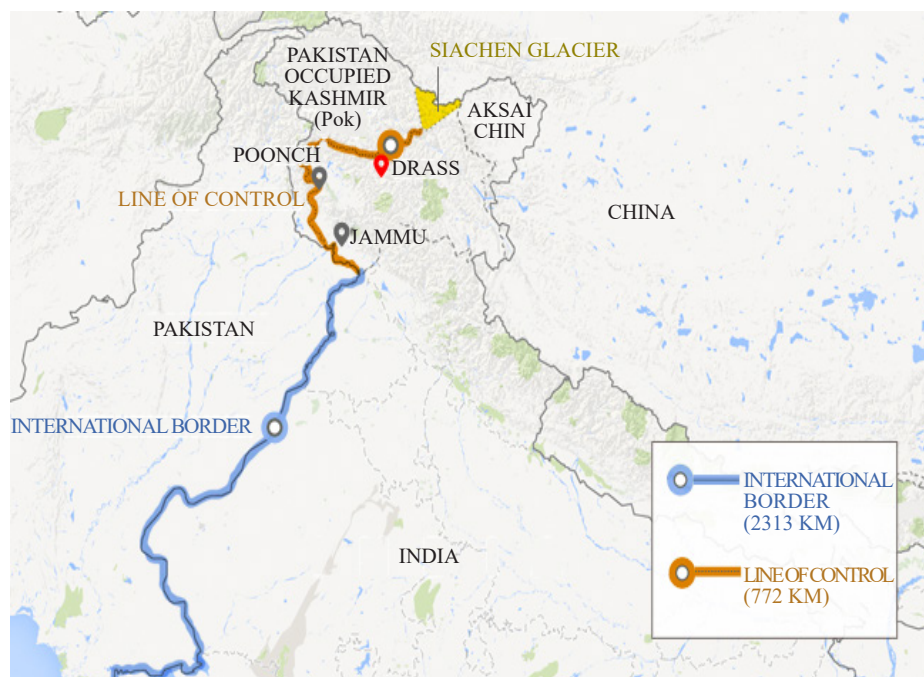 SIACHEN GLACIER
PAKISTAN
OCCUPIED
KASHMIR
(Pok)
AKSAI
CHIN
POONCH
DRASS
LINE OF CONTROL
CHINA
JAMMU
PAKISTAN
INTERNATIONAL BORDER
INTERNATIONAL
BORDER
(2313 KM)
INDIA
LINE OF CONTROL
(772 KM)